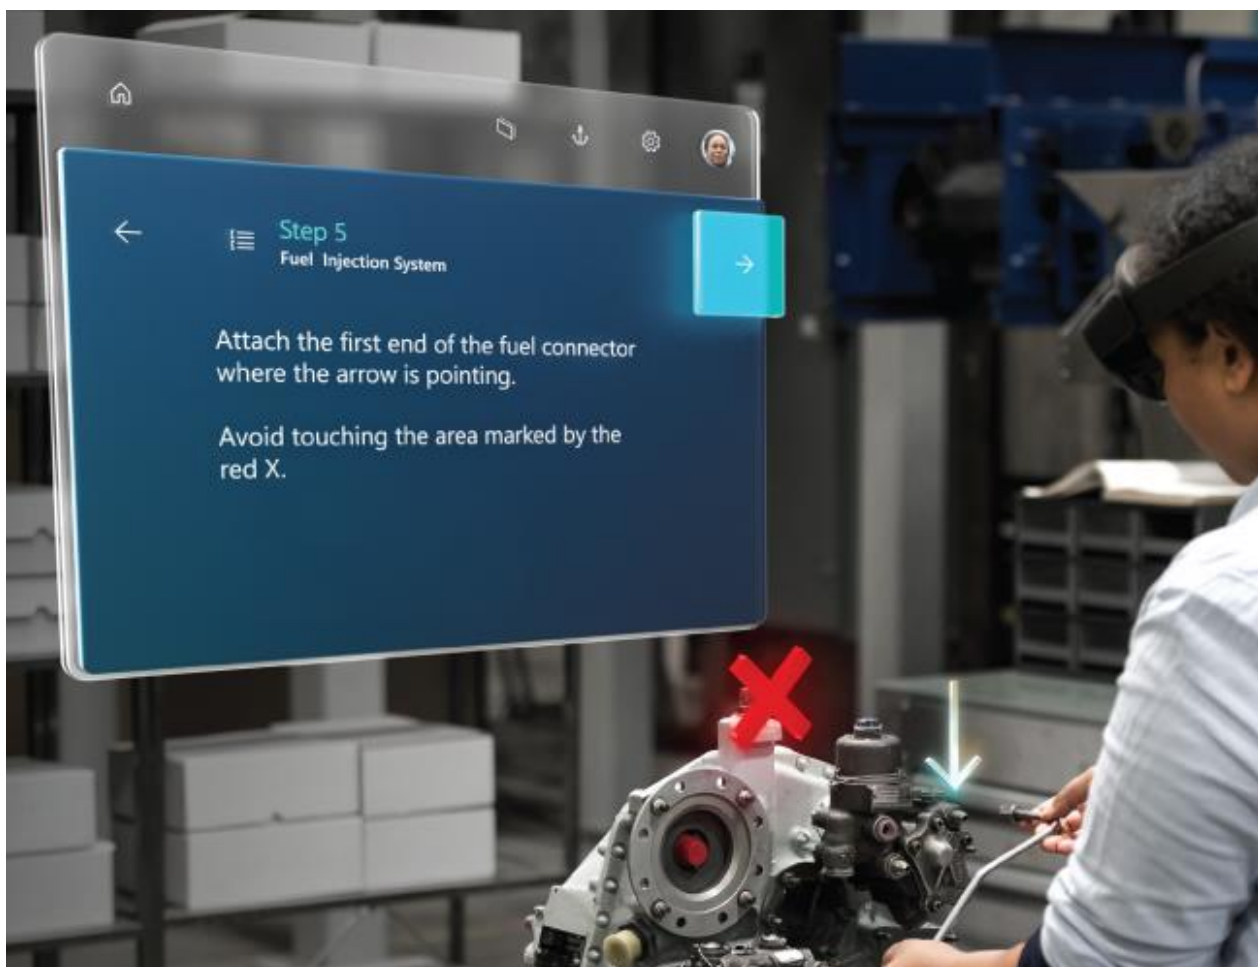 Step 5
Fuel Injection System
Attach the first end of the fuel connector
where the arrow is pointing.
Avoid touching the area marked by the
red X.